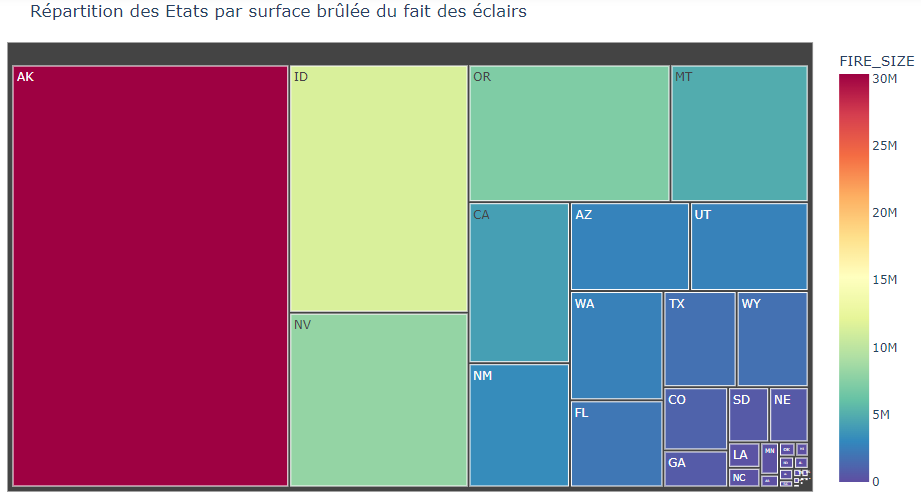 Répartition des Etats par surface brûlée du fait des éclairs
FIRE_SIZE
AK
ID
OR
MT
30M
25M
20M
15M
10M
5M
0
CA
AZ
UT
NV
WA
TX
WY
NM
FL
CO
SD
NE
GA
LA
MN
OK
NC